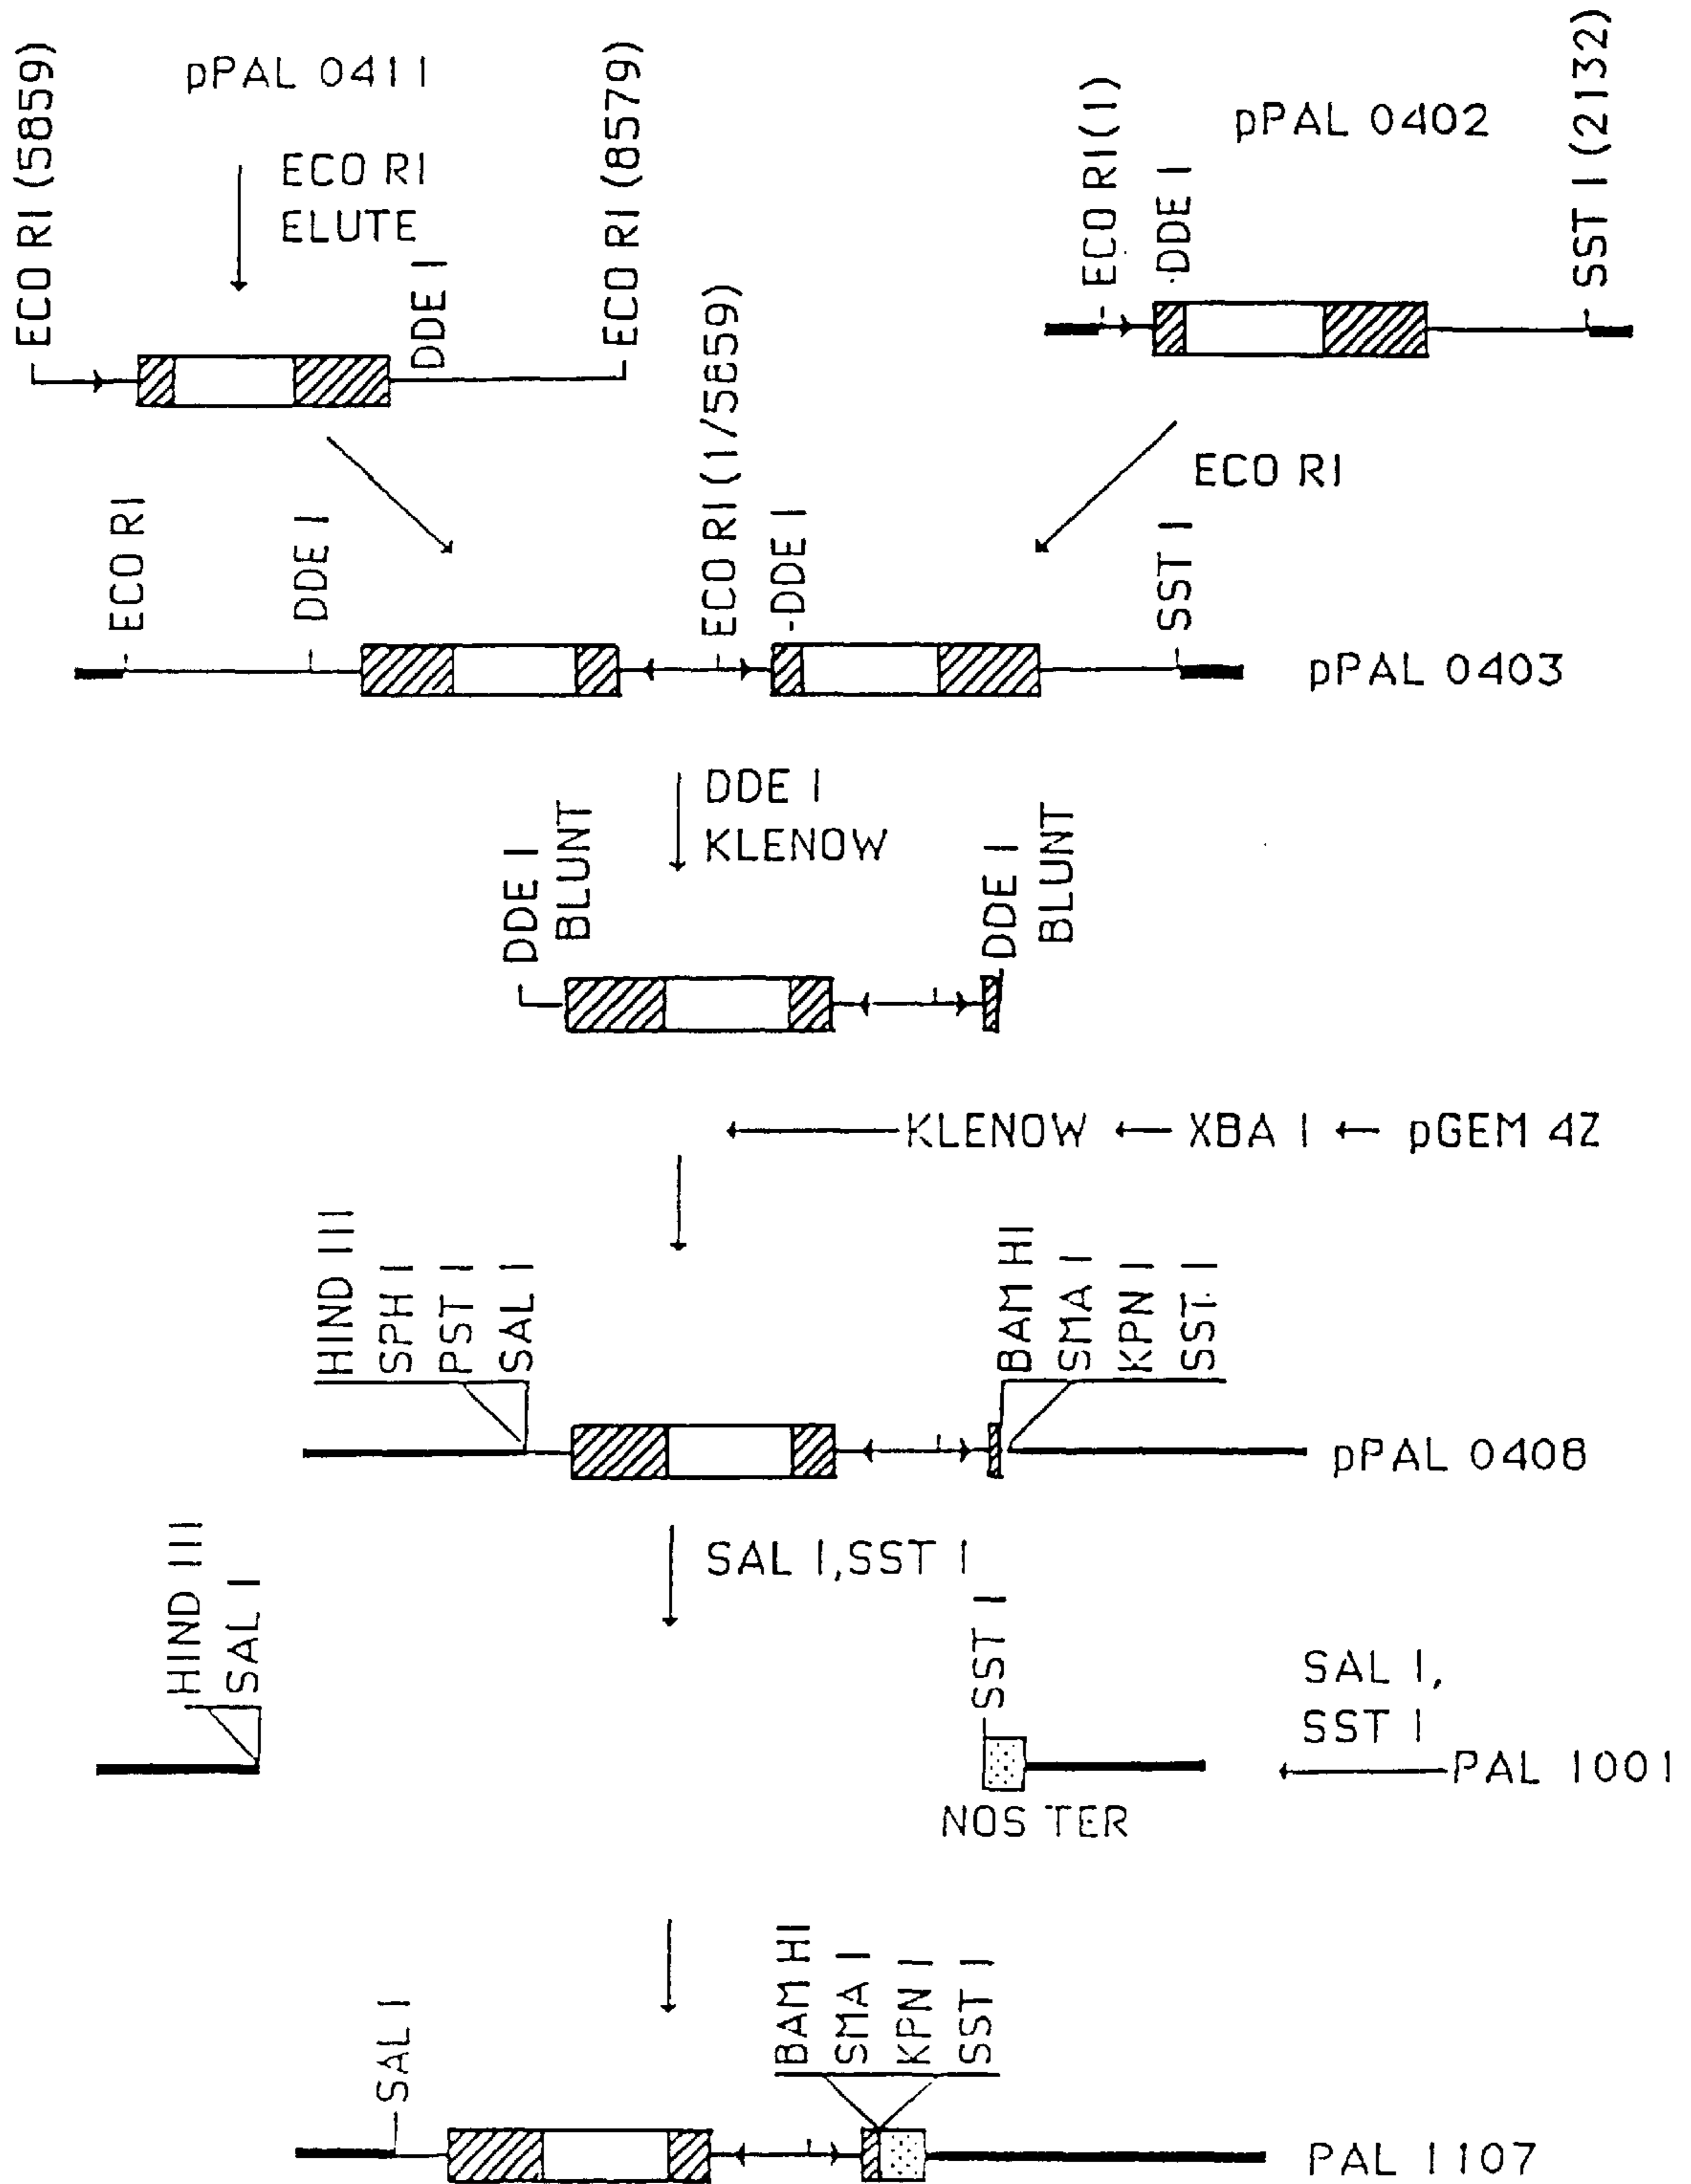 ECO RI (5859)
pPAL 0411
ECO RI
ELUTE
DDE I
ECO RI (8579)
ECO RI(1)
DDE I
pPAL 0402
SST I (2132)
ECO RI
ECO RI
DDE I
ECO RI (1/5859)
DDE I
SST I
pPAL 0403
DDE I
KLENOW
DDE I
BLUNT
DDE I
BLUNT
KLENOW
XBA I
pGEM 4Z
HIND III
SPH I
PST I
SAL I
BAM HI
SMA I
KPN I
SST I
pPAL 0408
SAL I,SST I
HIND III
SAL I
SST I
NOS TER
SAL I,
SST I
PAL 1001
SAL I
BAM HI
SMA I
KPN I
SST I
PAL 1107